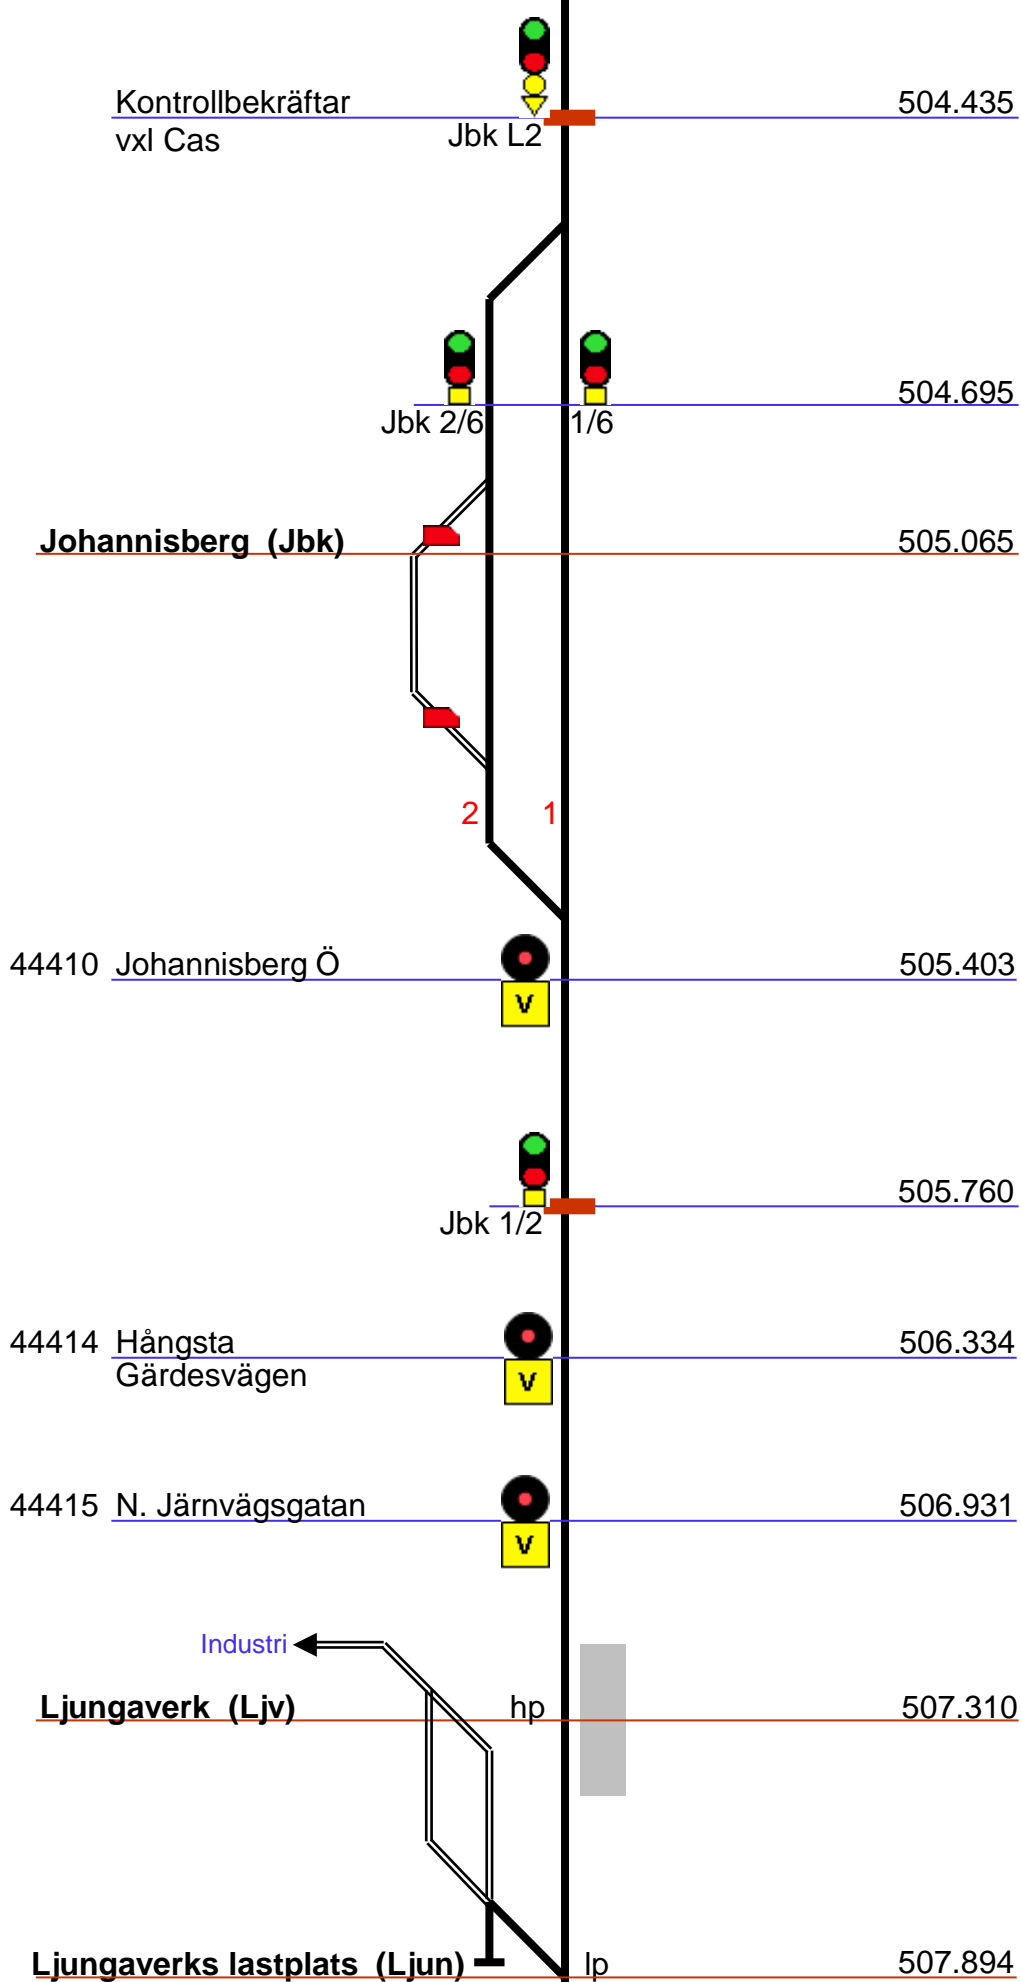 Kontrollbekräftar 504.435
vxl Cas Jbk L2
504.695
Jbk 2/6 1/6
Johannisberg (Jbk) 505.065
2 1
44410 Johannisberg Ö 505.403
V
505.760
Jbk 1/2
44414 Hångsta 506.334
Gärdesvägen V
44415 N. Järnvägsgatan 506.931
V
Industri
Ljungaverk (Ljv) hp 507.310
Ljungaverks lastplats (Ljun) lp 507.894